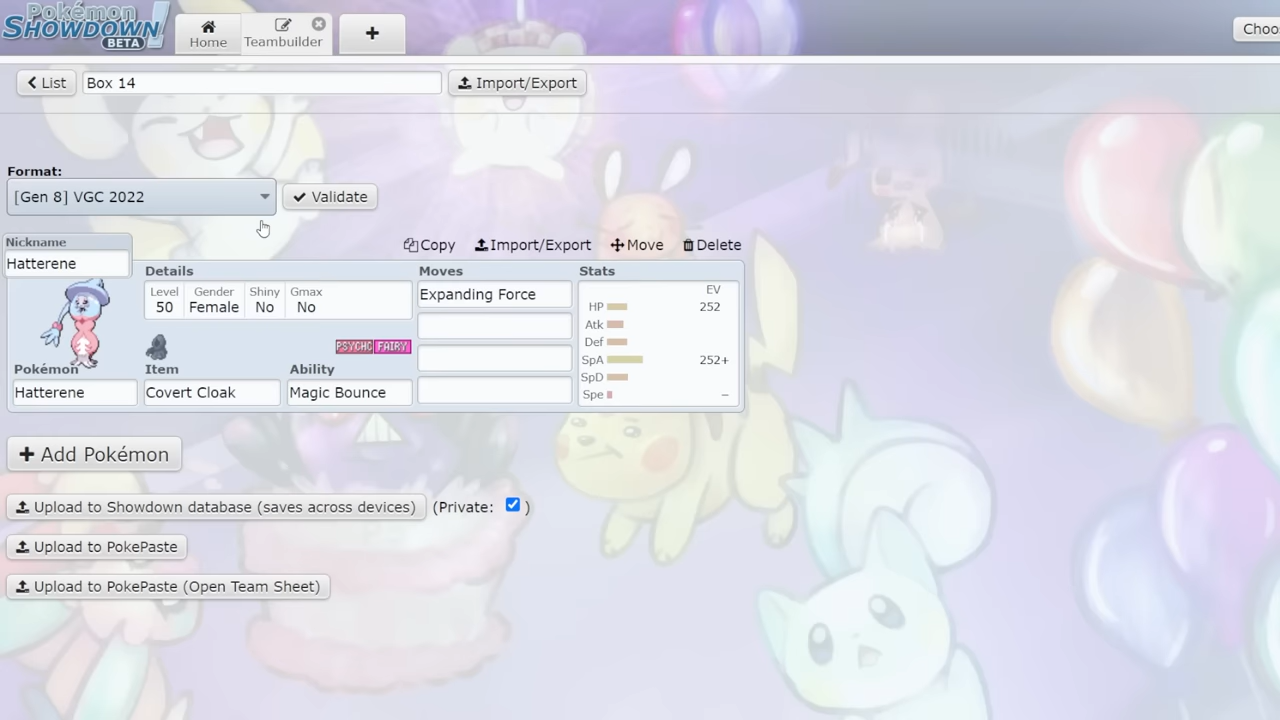 Pokémon
SHOWDOWN!
BETA
Home
Teambuilder
+
Choo
List
Box 14
Import/Export
Format:
[Gen 8] VGC 2022
Validate
Nickname
Hatterene
Copy
Import/Export
Move
Delete
Details
Level
50
Gender
Female
Shiny
No
Gmax
No
PSYCHC FAIRY
Pokémon
Hatterene
Item
Covert Cloak
Ability
Magic Bounce
Moves
Expanding Force
Stats
EV
HP 252
Atk
Def
SpA 252+
SpD
Spe –
+ Add Pokémon
Upload to Showdown database (saves across devices) (Private: )
Upload to PokePaste
Upload to PokePaste (Open Team Sheet)